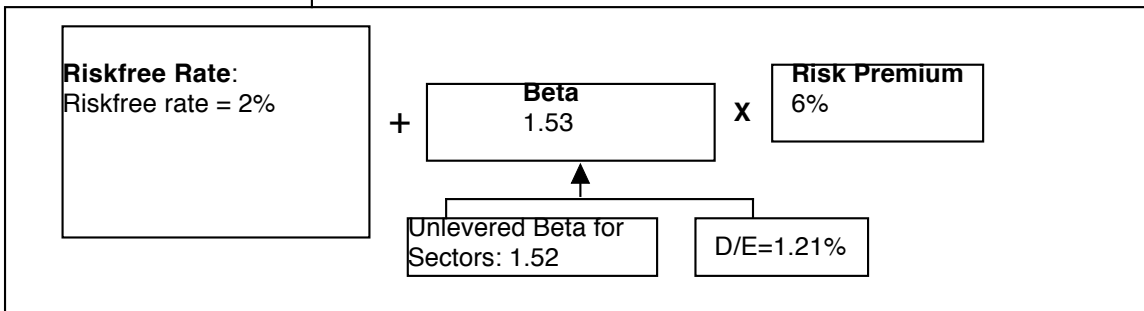 Riskfree Rate:
Riskfree rate = 2%
+
Beta
1.53
X
Risk Premium
6%
Unlevered Beta for
Sectors: 1.52
D/E=1.21%